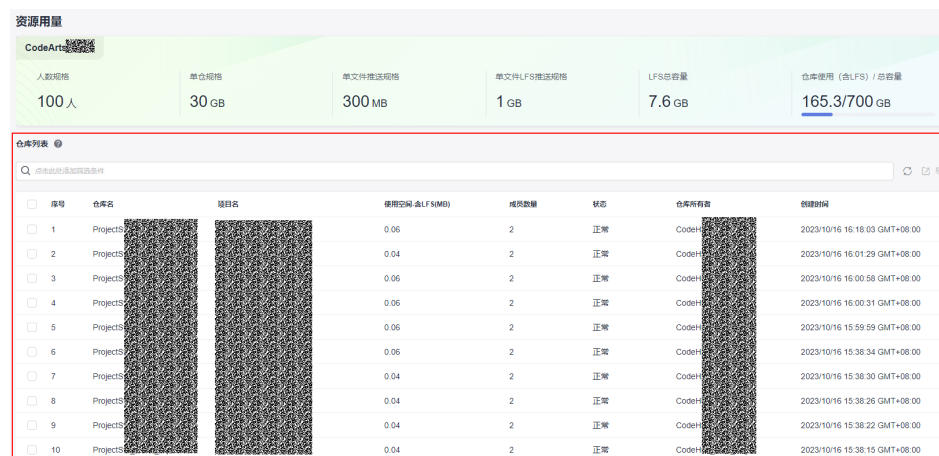 资源用量
CodeArts
人数规格 单仓规格 单文件推送规格 单文件LFS推送规格 LFS总容量 仓库使用（含LFS）/ 总容量
100 人 30 GB 300 MB 1 GB 7.6 GB 165.3/700 GB
仓库列表
点击此处添加筛选条件
序号 仓库名 项目名 使用空间-含LFS(MB) 成员数量 状态 仓库所有者 创建时间
1 ProjectS 0.06 2 正常 CodeH 2023/10/16 16:18:03 GMT+08:00
2 ProjectS 0.04 2 正常 CodeH 2023/10/16 16:01:29 GMT+08:00
3 ProjectS 0.06 2 正常 CodeH 2023/10/16 16:00:58 GMT+08:00
4 ProjectS 0.06 2 正常 CodeH 2023/10/16 16:00:31 GMT+08:00
5 ProjectS 0.06 2 正常 CodeH 2023/10/16 15:59:59 GMT+08:00
6 ProjectS 0.06 2 正常 CodeH 2023/10/16 15:38:34 GMT+08:00
7 ProjectS 0.04 2 正常 CodeH 2023/10/16 15:38:30 GMT+08:00
8 ProjectS 0.04 2 正常 CodeH 2023/10/16 15:38:26 GMT+08:00
9 ProjectS 0.04 2 正常 CodeH 2023/10/16 15:38:22 GMT+08:00
10 ProjectS 0.04 2 正常 CodeH 2023/10/16 15:38:15 GMT+08:00